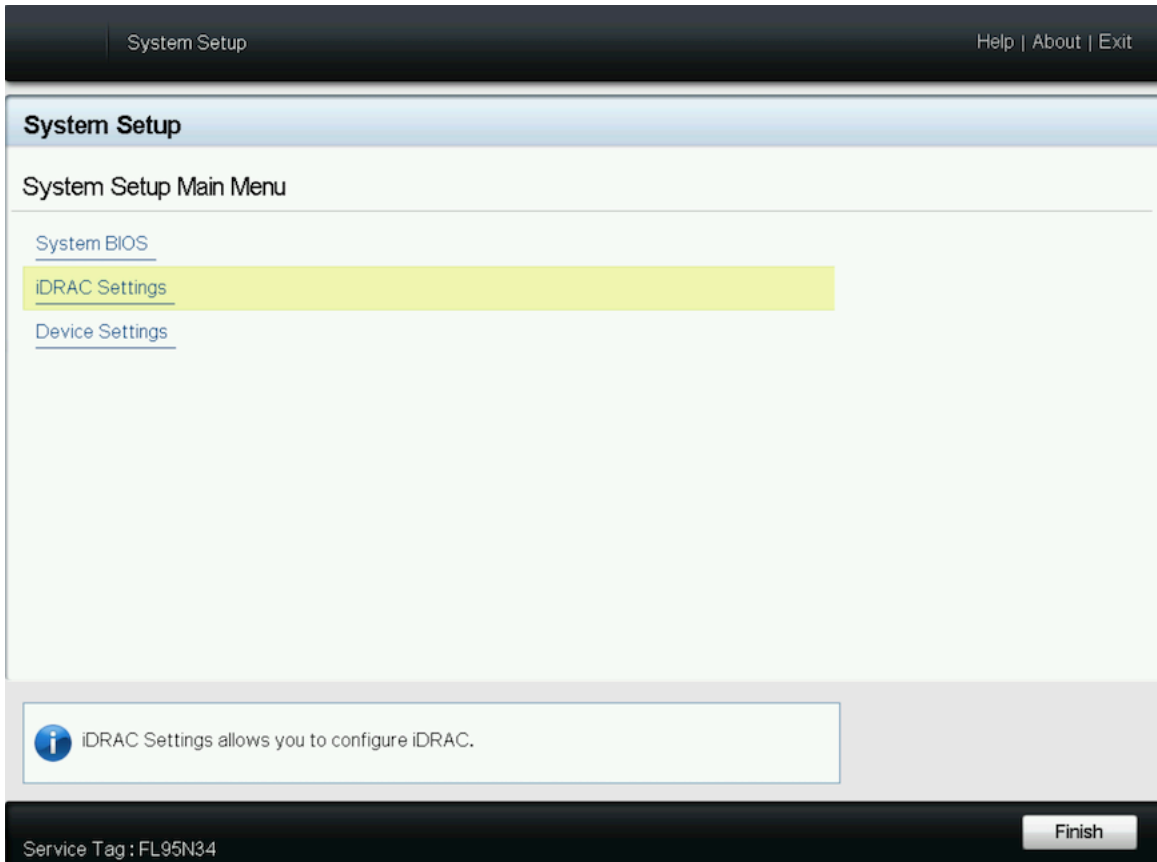 System Setup
Help | About | Exit
System Setup
System Setup Main Menu
System BIOS
iDRAC Settings
Device Settings
iDRAC Settings allows you to configure iDRAC.
Service Tag : FL95N34
Finish